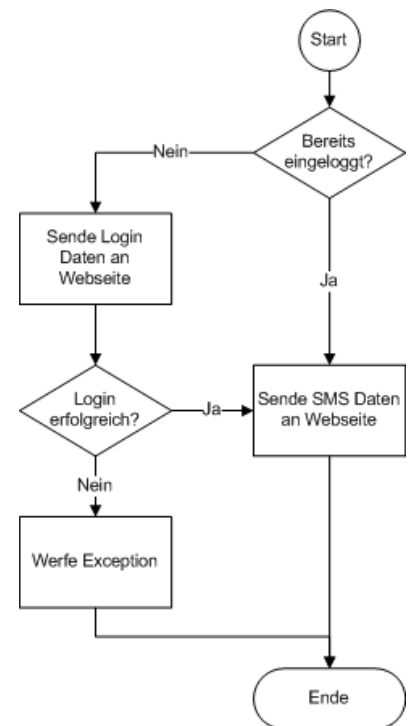 Start
Bereits
eingeloggt?
Nein
Sende Login
Daten an
Webseite
Ja
Login
erfolgreich?
Ja
Sende SMS Daten
an Webseite
Nein
Werfe Exception
Ende